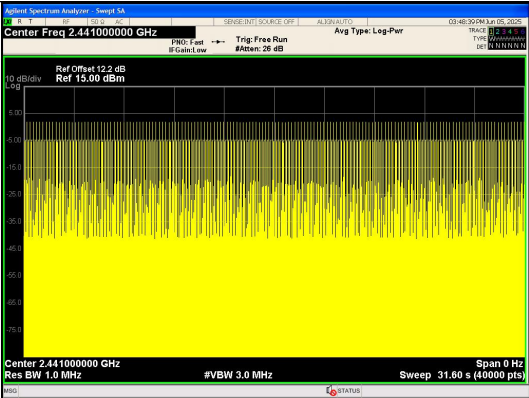 Agilent Spectrum Analyzer - Swept SA
R T RF 50 Ω AC SENSE:INT SOURCE OFF ALIGN AUTO 03:48:39 PM Jun 05, 2025
Center Freq 2.441000000 GHz
Avg Type: Log-Pwr
TRACE 1 2 3 4 5 6
PNO: Fast Trig: Free Run
TYPE
IFGain:Low #Atten: 26 dB
DET N N N N N N
Ref Offset 12.2 dB
10 dB/div Ref 15.00 dBm
Log
5.00
-5.00
-15.0
-25.0
-35.0
-45.0
-55.0
-65.0
-75.0
Center 2.441000000 GHz Span 0 Hz
Res BW 1.0 MHz #VBW 3.0 MHz Sweep 31.60 s (40000 pts)
MSG STATUS